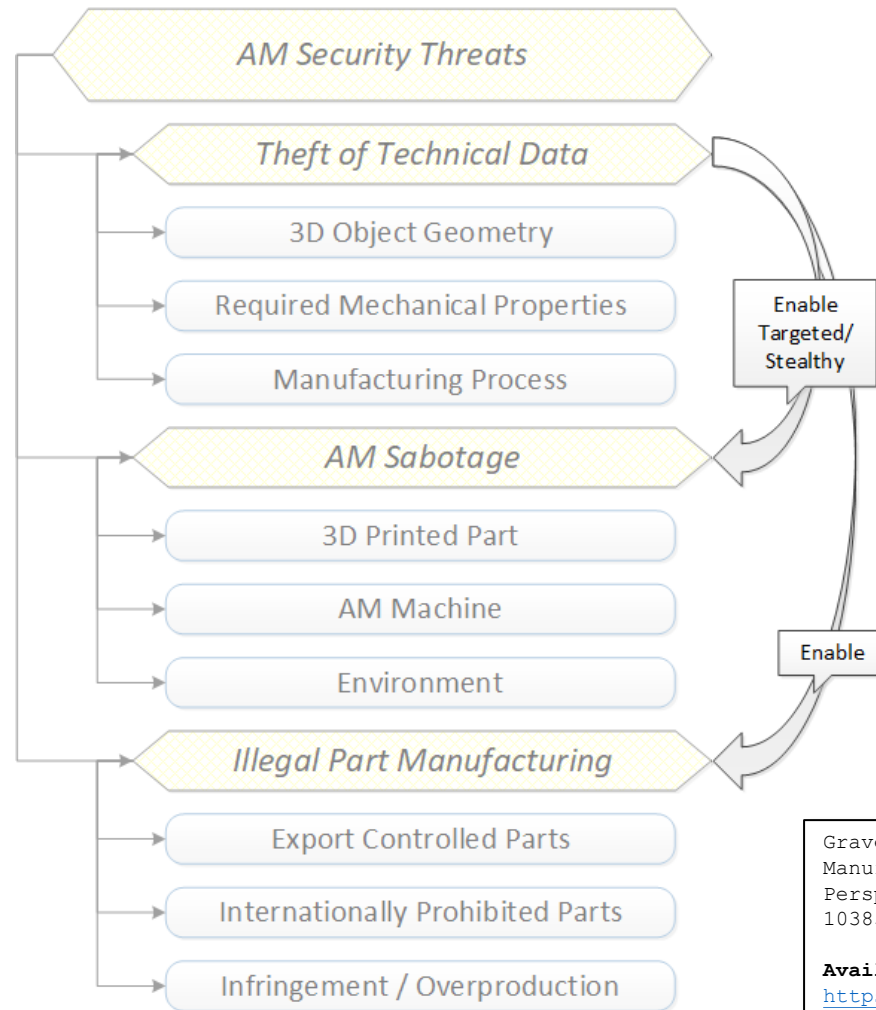 AM Security Threats
Theft of Technical Data
3D Object Geometry
Required Mechanical Properties
Manufacturing Process
Enable
Targeted/
Stealthy
AM Sabotage
3D Printed Part
AM Machine
Environment
Enable
Illegal Part Manufacturing
Export Controlled Parts
Internationally Prohibited Parts
Infringement / Overproduction